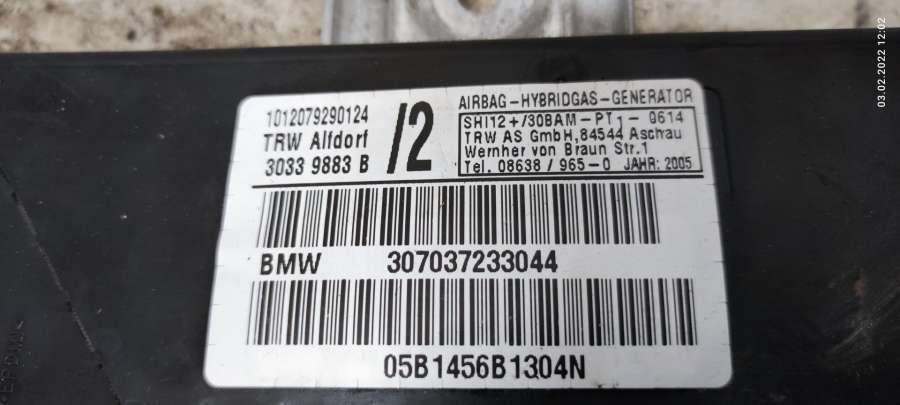 1012079290124
TRW Alfdorf
3033 9883 B
/2
AIRBAG-HYBRIDGAS-GENERATOR
SHI12+/30BAM-PT1-0614
TRW AS GmbH,84544 Aschau
Wernher von Braun Str.1
Tel. 08638 / 965-0 JAHR: 2005
BMW 307037233044
05B1456B1304N
03.02.2022 12:02